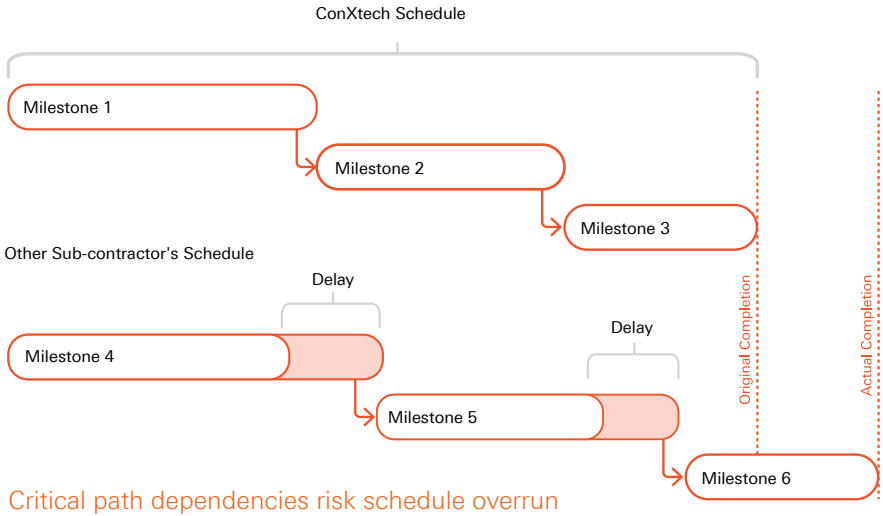 ConXtech Schedule
Milestone 1
Milestone 2
Milestone 3
Other Sub-contractor's Schedule
Delay
Delay
Milestone 4
Milestone 5
Milestone 6
Original Completion
Actual Completion
Critical path dependencies risk schedule overrun